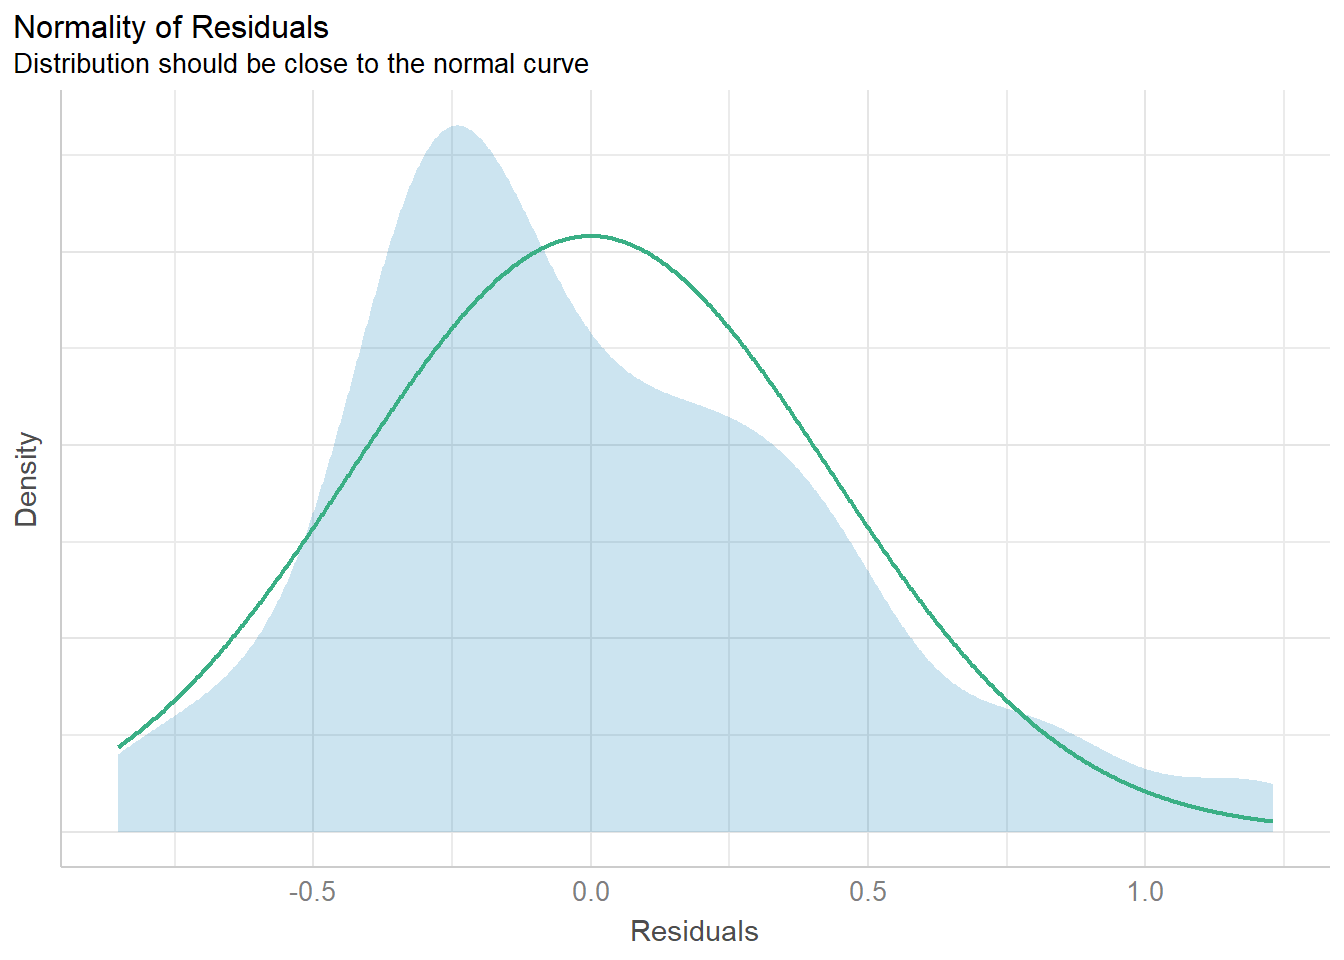 Normality of Residuals
Distribution should be close to the normal curve
Density
-0.5 0.0 0.5 1.0
Residuals